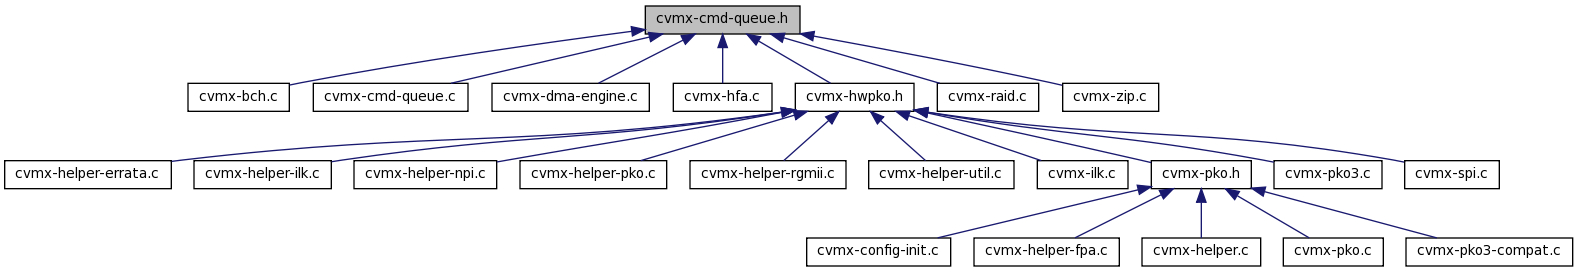 cvmx-cmd-queue.h
cvmx-bch.c
cvmx-cmd-queue.c
cvmx-dma-engine.c
cvmx-hfa.c
cvmx-hwpko.h
cvmx-raid.c
cvmx-zip.c
cvmx-helper-errata.c
cvmx-helper-ilk.c
cvmx-helper-npi.c
cvmx-helper-pko.c
cvmx-helper-rgmii.c
cvmx-helper-util.c
cvmx-ilk.c
cvmx-pko.h
cvmx-pko3.c
cvmx-spi.c
cvmx-config-init.c
cvmx-helper-fpa.c
cvmx-helper.c
cvmx-pko.c
cvmx-pko3-compat.c